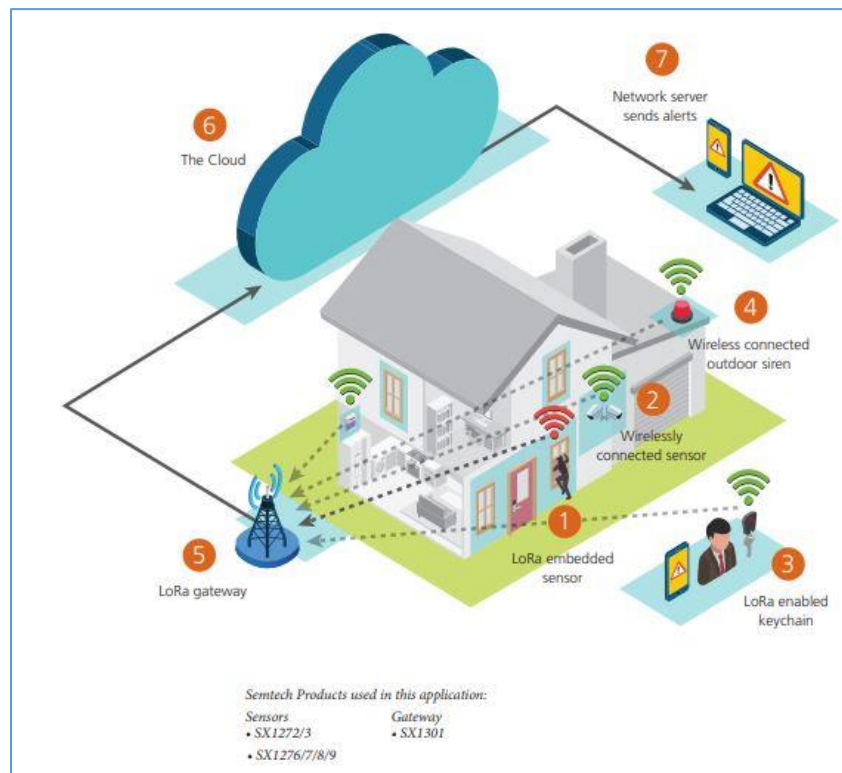 7
Network server
sends alerts
6
The Cloud
4
Wireless connected
outdoor siren
2
Wirelessly
connected sensor
1
LoRa embedded
sensor
5
LoRa gateway
3
LoRa enabled
keychain
Semtech Products used in this application:
Sensors
• SX1272/3
• SX1276/7/8/9
Gateway
• SX1301